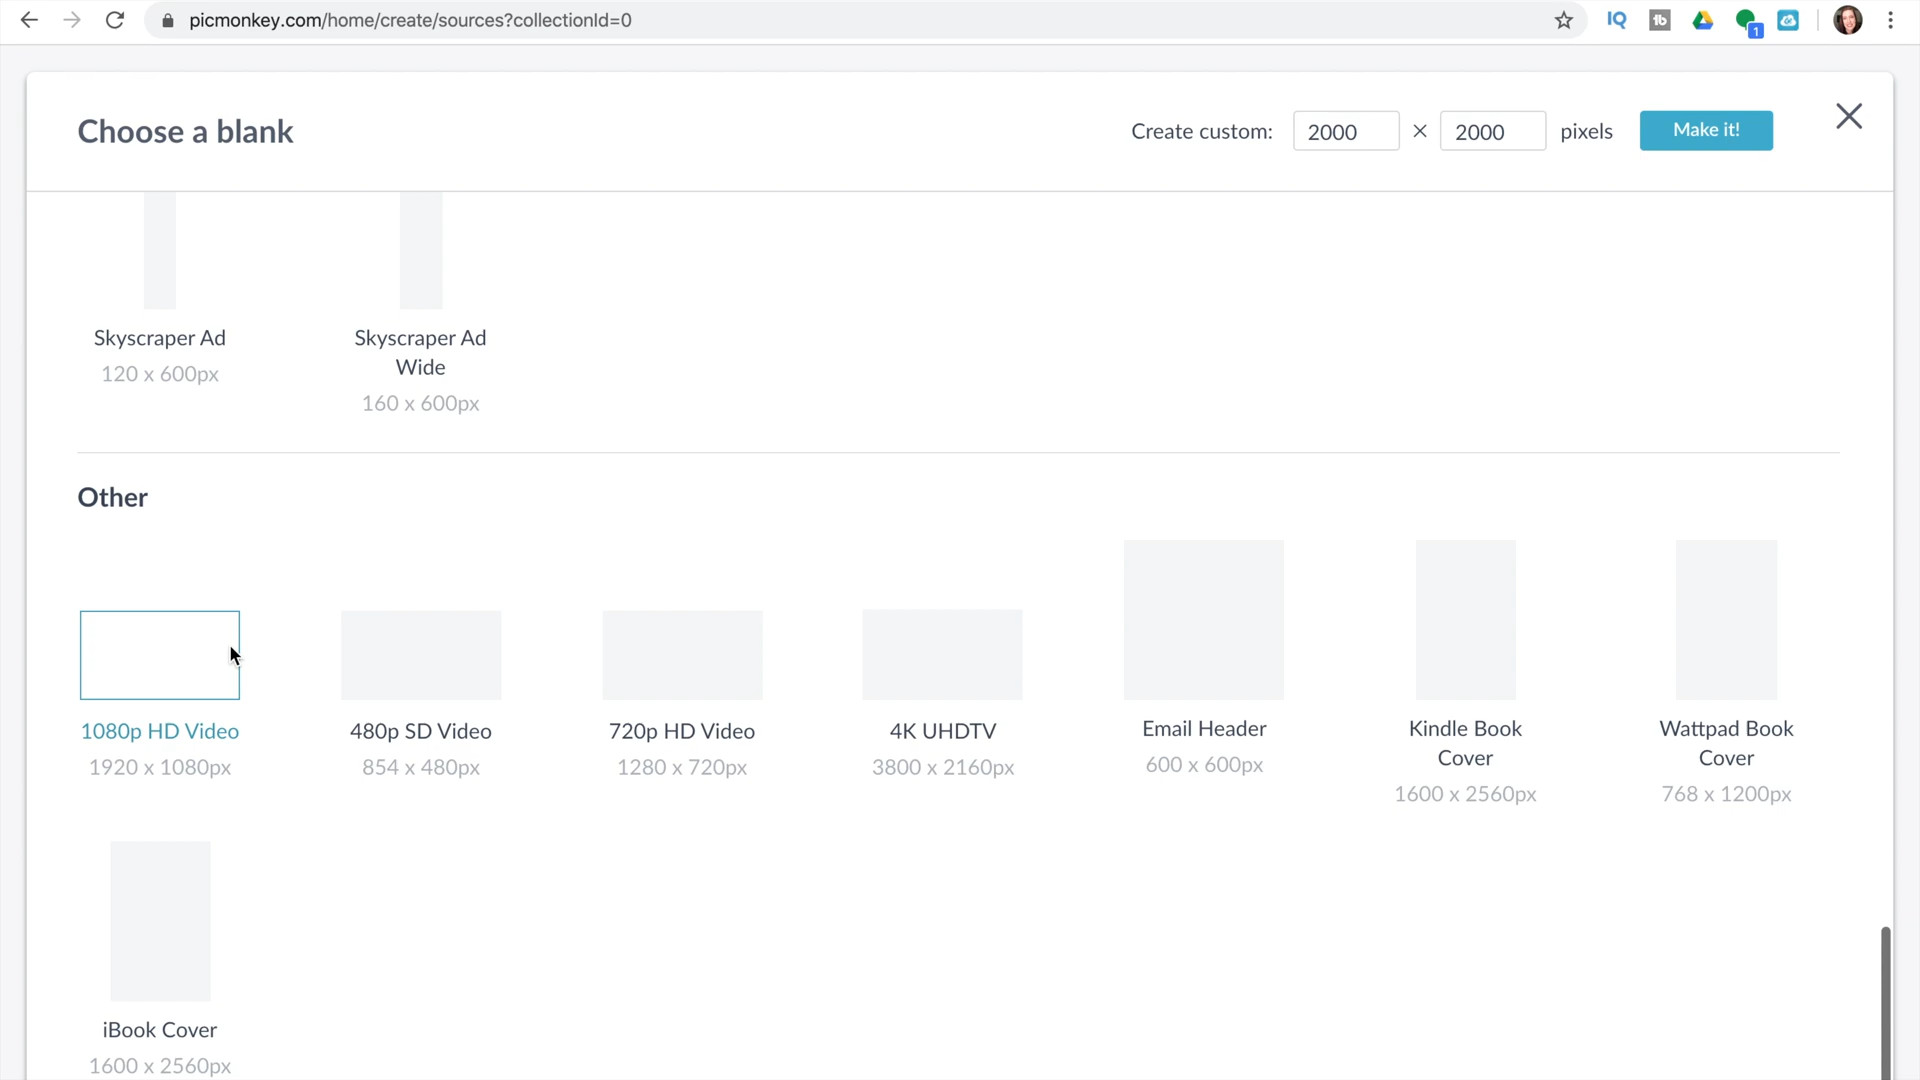 picmonkey.com/home/create/sources?collectionId=0
IQ
tb
1
Choose a blank
Create custom: 2000 × 2000 pixels
Make it!
Skyscraper Ad
120 x 600px
Skyscraper Ad
Wide
160 x 600px
Other
1080p HD Video
1920 x 1080px
480p SD Video
854 x 480px
720p HD Video
1280 x 720px
4K UHDTV
3800 x 2160px
Email Header
600 x 600px
Kindle Book
Cover
1600 x 2560px
Wattpad Book
Cover
768 x 1200px
iBook Cover
1600 x 2560px